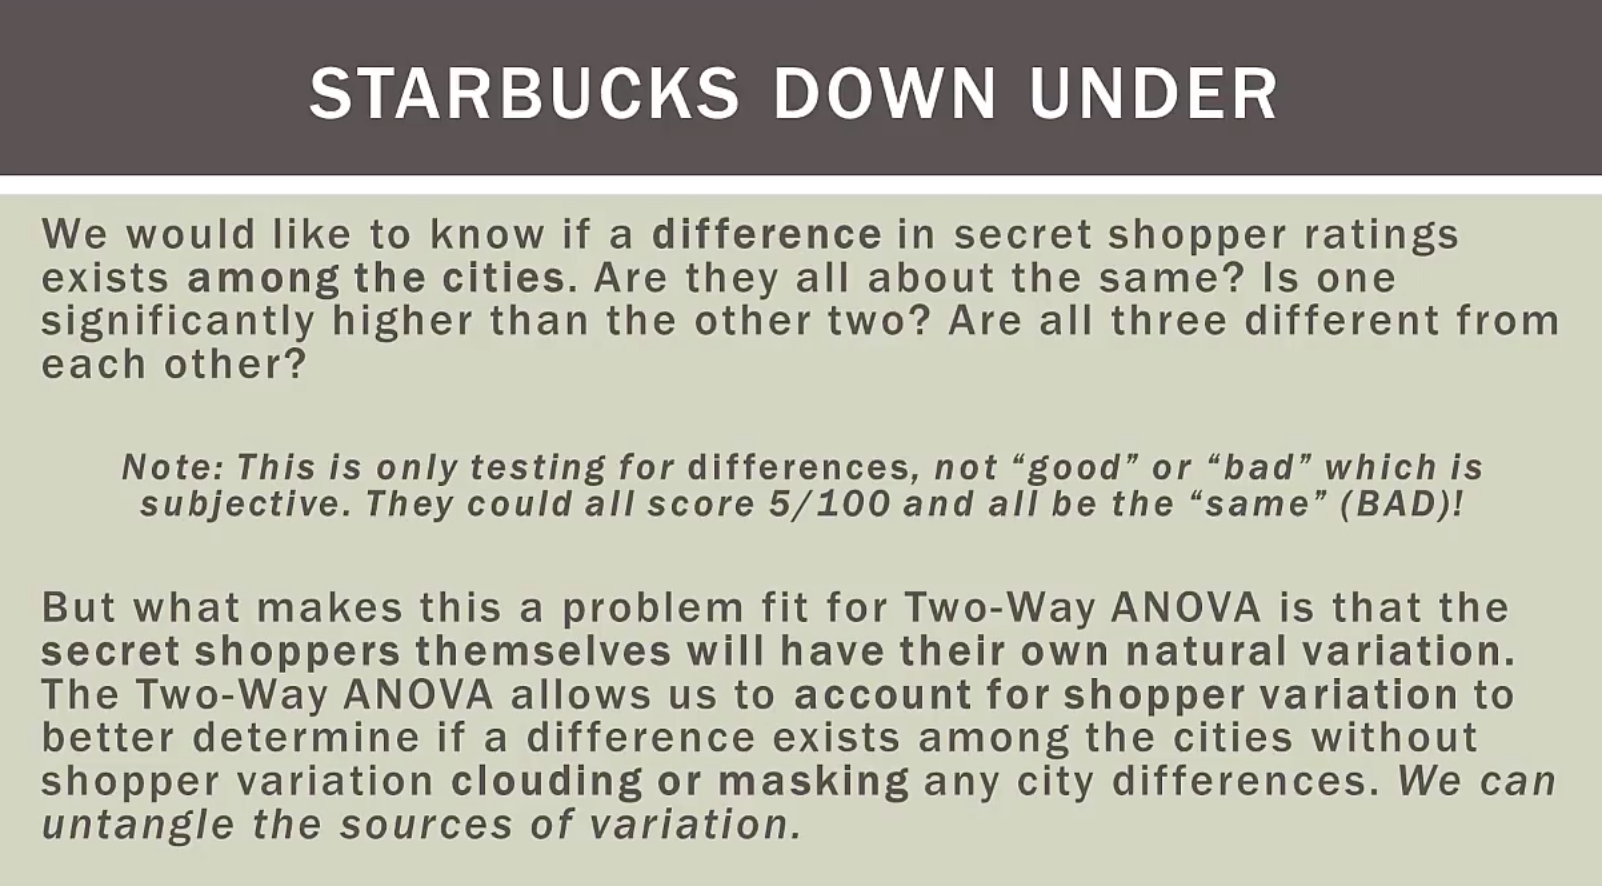 STARBUCKS DOWN UNDER
We would like to know if a difference in secret shopper ratings
exists among the cities. Are they all about the same? Is one
significantly higher than the other two? Are all three different from
each other?
Note: This is only testing for differences, not “good” or “bad” which is
subjective. They could all score 5/100 and all be the “same” (BAD)!
But what makes this a problem fit for Two-Way ANOVA is that the
secret shoppers themselves will have their own natural variation.
The Two-Way ANOVA allows us to account for shopper variation to
better determine if a difference exists among the cities without
shopper variation clouding or masking any city differences. We can
untangle the sources of variation.